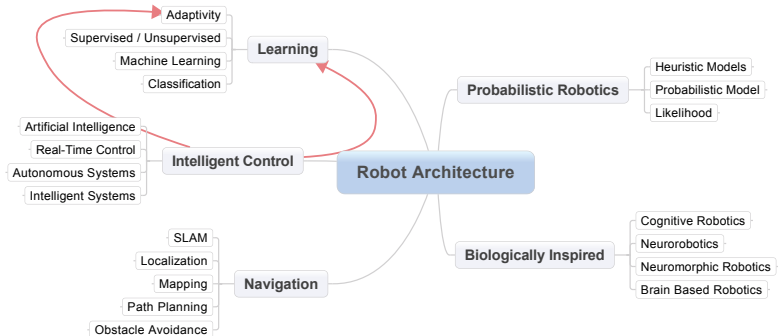 Adaptivity
Supervised / Unsupervised
Machine Learning
Classification
Learning
Artificial Intelligence
Real-Time Control
Autonomous Systems
Intelligent Systems
Intelligent Control
SLAM
Localization
Mapping
Path Planning
Obstacle Avoidance
Navigation
Robot Architecture
Probabilistic Robotics
Heuristic Models
Probabilistic Model
Likelihood
Biologically Inspired
Cognitive Robotics
Neurorobotics
Neuromorphic Robotics
Brain Based Robotics